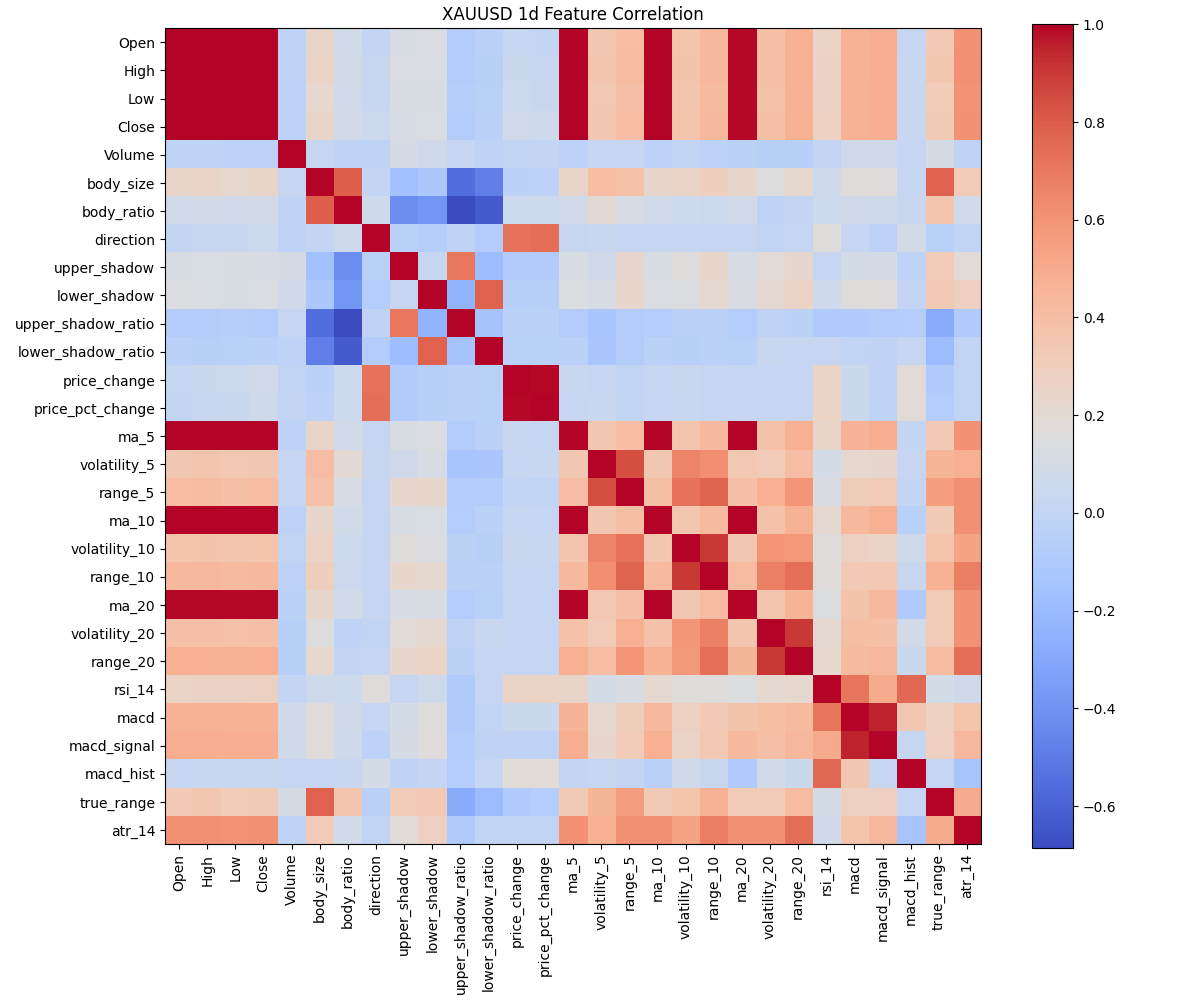 XAUUSD 1d Feature Correlation
Open
High
Low
Close
Volume
body_size
body_ratio
direction
upper_shadow
lower_shadow
upper_shadow_ratio
lower_shadow_ratio
price_change
price_pct_change
ma_5
volatility_5
range_5
ma_10
volatility_10
range_10
ma_20
volatility_20
range_20
rsi_14
macd
macd_signal
macd_hist
true_range
atr_14
Open
High
Low
Close
Volume
body_size
body_ratio
direction
upper_shadow
lower_shadow
upper_shadow_ratio
lower_shadow_ratio
price_change
price_pct_change
ma_5
volatility_5
range_5
ma_10
volatility_10
range_10
ma_20
volatility_20
range_20
rsi_14
macd
macd_signal
macd_hist
true_range
atr_14
1.0
0.8
0.6
0.4
0.2
0.0
−0.2
−0.4
−0.6